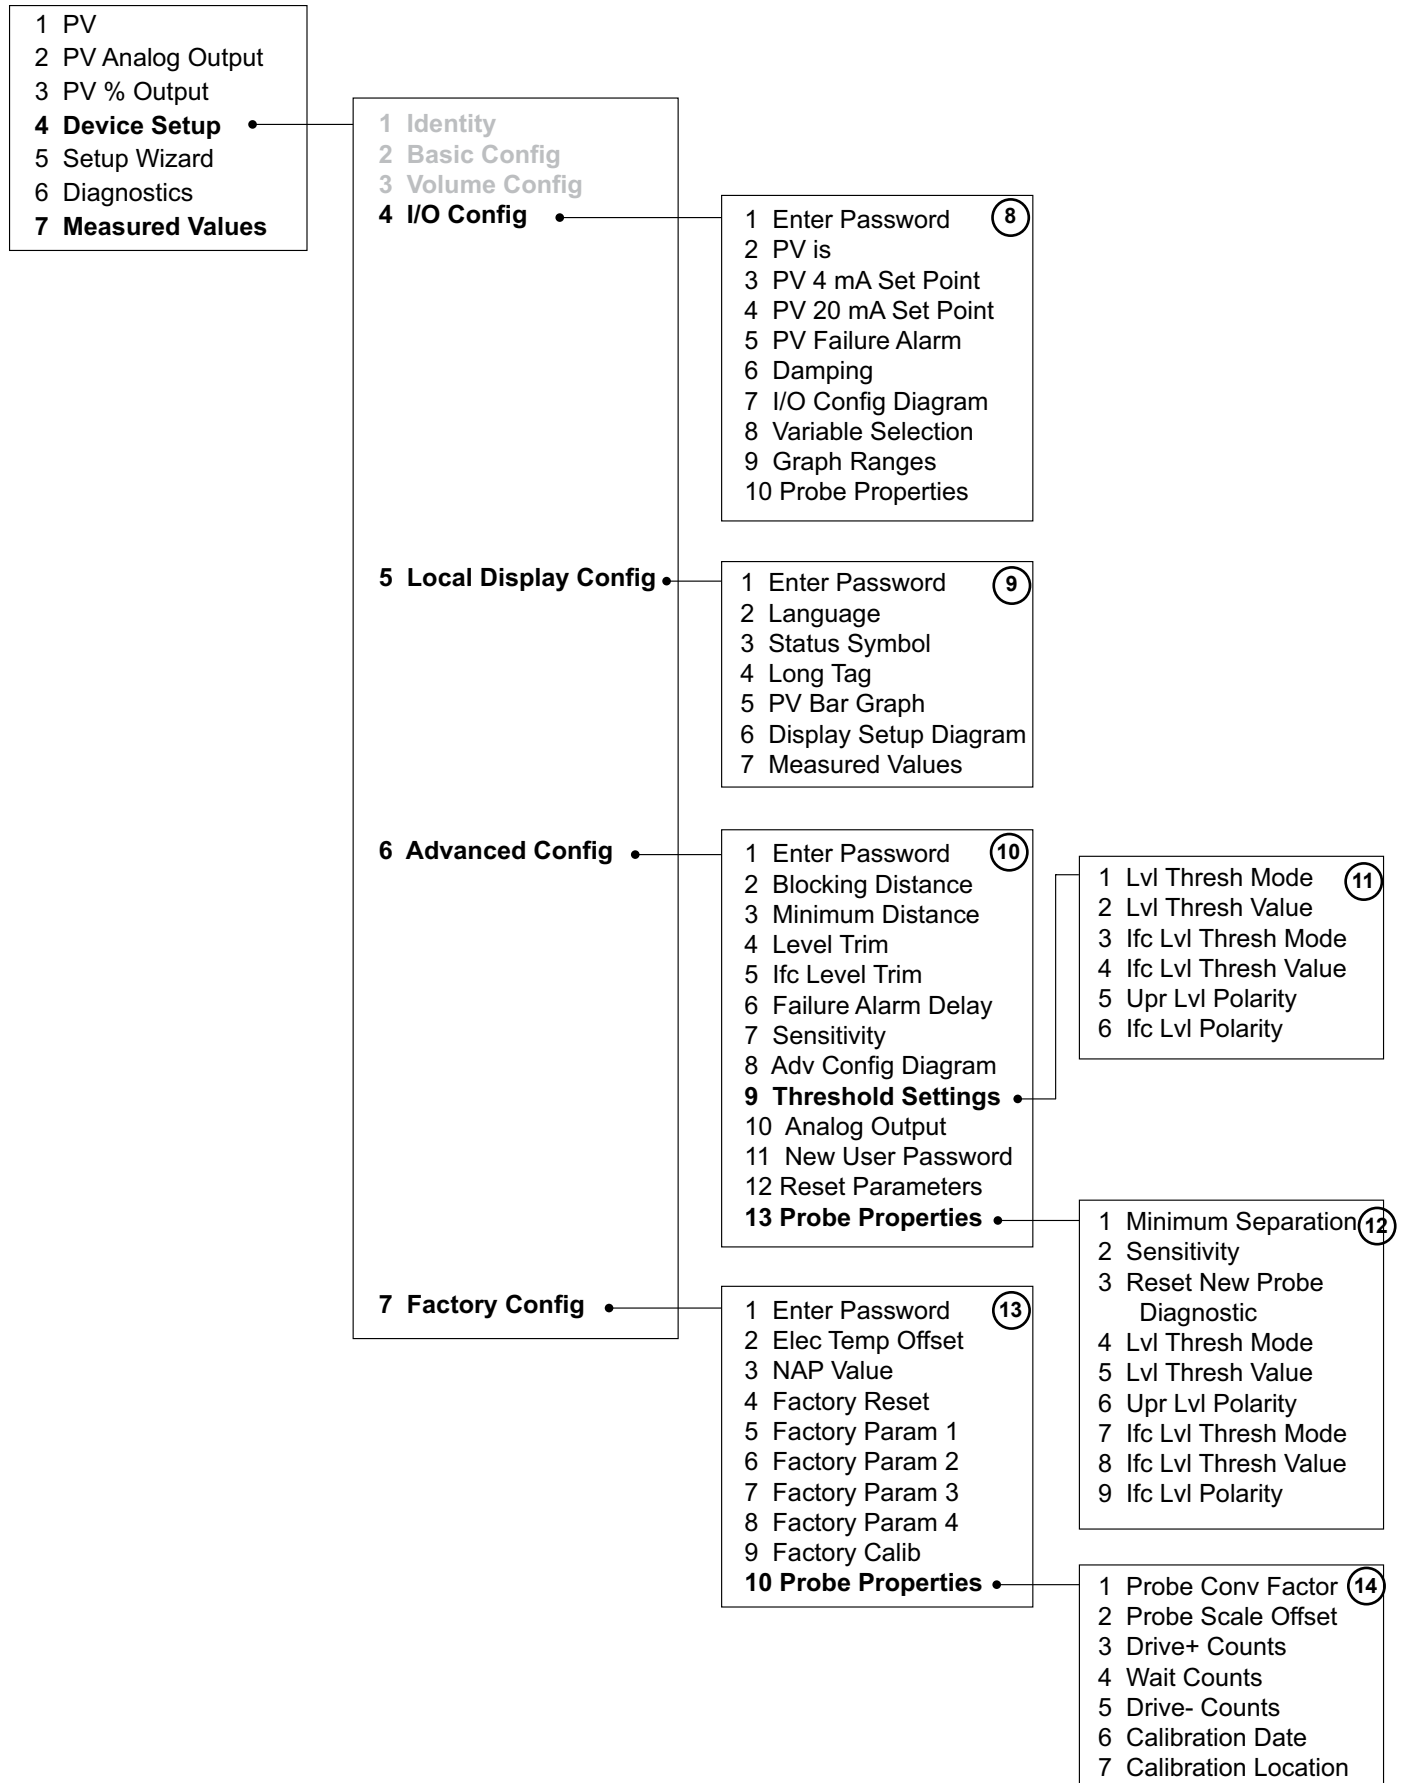 1 PV
2 PV Analog Output
3 PV % Output
4 Device Setup
5 Setup Wizard
6 Diagnostics
7 Measured Values
1 Identity
2 Basic Config
3 Volume Config
4 I/O Config
5 Local Display Config
6 Advanced Config
7 Factory Config
1 Enter Password 8
2 PV is
3 PV 4 mA Set Point
4 PV 20 mA Set Point
5 PV Failure Alarm
6 Damping
7 I/O Config Diagram
8 Variable Selection
9 Graph Ranges
10 Probe Properties
1 Enter Password 9
2 Language
3 Status Symbol
4 Long Tag
5 PV Bar Graph
6 Display Setup Diagram
7 Measured Values
1 Enter Password 10
2 Blocking Distance
3 Minimum Distance
4 Level Trim
5 Ifc Level Trim
6 Failure Alarm Delay
7 Sensitivity
8 Adv Config Diagram
9 Threshold Settings
10 Analog Output
11 New User Password
12 Reset Parameters
13 Probe Properties
1 Lvl Thresh Mode 11
2 Lvl Thresh Value
3 Ifc Lvl Thresh Mode
4 Ifc Lvl Thresh Value
5 Upr Lvl Polarity
6 Ifc Lvl Polarity
1 Minimum Separation 12
2 Sensitivity
3 Reset New Probe
Diagnostic
4 Lvl Thresh Mode
5 Lvl Thresh Value
6 Upr Lvl Polarity
7 Ifc Lvl Thresh Mode
8 Ifc Lvl Thresh Value
9 Ifc Lvl Polarity
1 Enter Password 13
2 Elec Temp Offset
3 NAP Value
4 Factory Reset
5 Factory Param 1
6 Factory Param 2
7 Factory Param 3
8 Factory Param 4
9 Factory Calib
10 Probe Properties
1 Probe Conv Factor 14
2 Probe Scale Offset
3 Drive+ Counts
4 Wait Counts
5 Drive- Counts
6 Calibration Date
7 Calibration Location